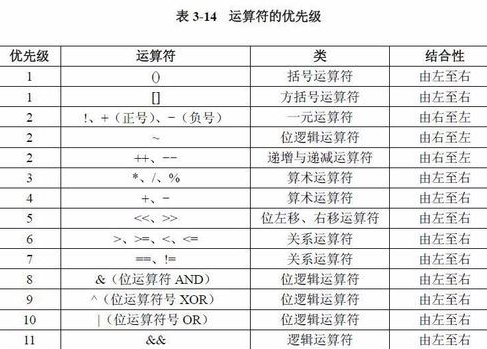 表 3-14 运算符的优先级
优先级 运算符 类 结合性
1 () 括号运算符 由左至右
1 [] 方括号运算符 由左至右
2 !、+（正号）、−（负号） 一元运算符 由右至左
2 ~ 位逻辑运算符 由右至左
2 ++、−− 递增与递减运算符 由右至左
3 *、/、% 算术运算符 由左至右
4 +、− 算术运算符 由左至右
5 <<、>> 位左移、右移运算符 由左至右
6 >、>=、<、<= 关系运算符 由左至右
7 ==、!= 关系运算符 由左至右
8 &（位运算符 AND） 位逻辑运算符 由左至右
9 ^（位运算符号 XOR） 位逻辑运算符 由左至右
10 |（位运算符号 OR） 位逻辑运算符 由左至右
11 && 逻辑运算符 由左至右